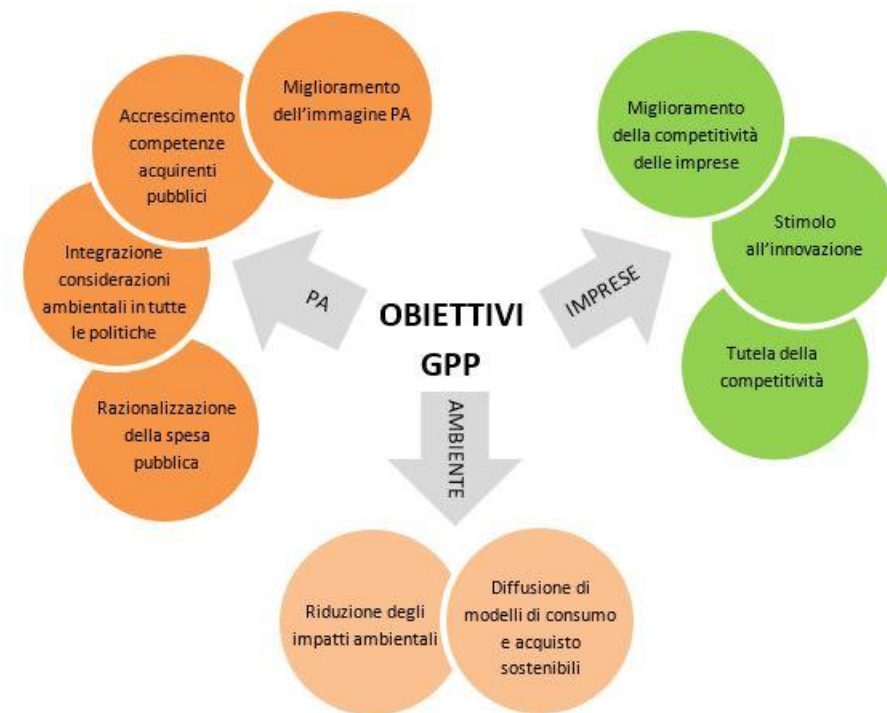 Miglioramento
dell'immagine PA
Accrescimento
competenze
acquirenti
pubblici
Integrazione
considerazioni
ambientali in tutte
le politiche
Razionalizzazione
della spesa
pubblica
PA
OBIETTIVI
GPP
IMPRESE
Miglioramento
della competitività
delle imprese
Stimolo
all'innovazione
Tutela della
competitività
AMBIENTE
Riduzione degli
impatti ambientali
Diffusione di
modelli di consumo
e acquisto
sostenibili